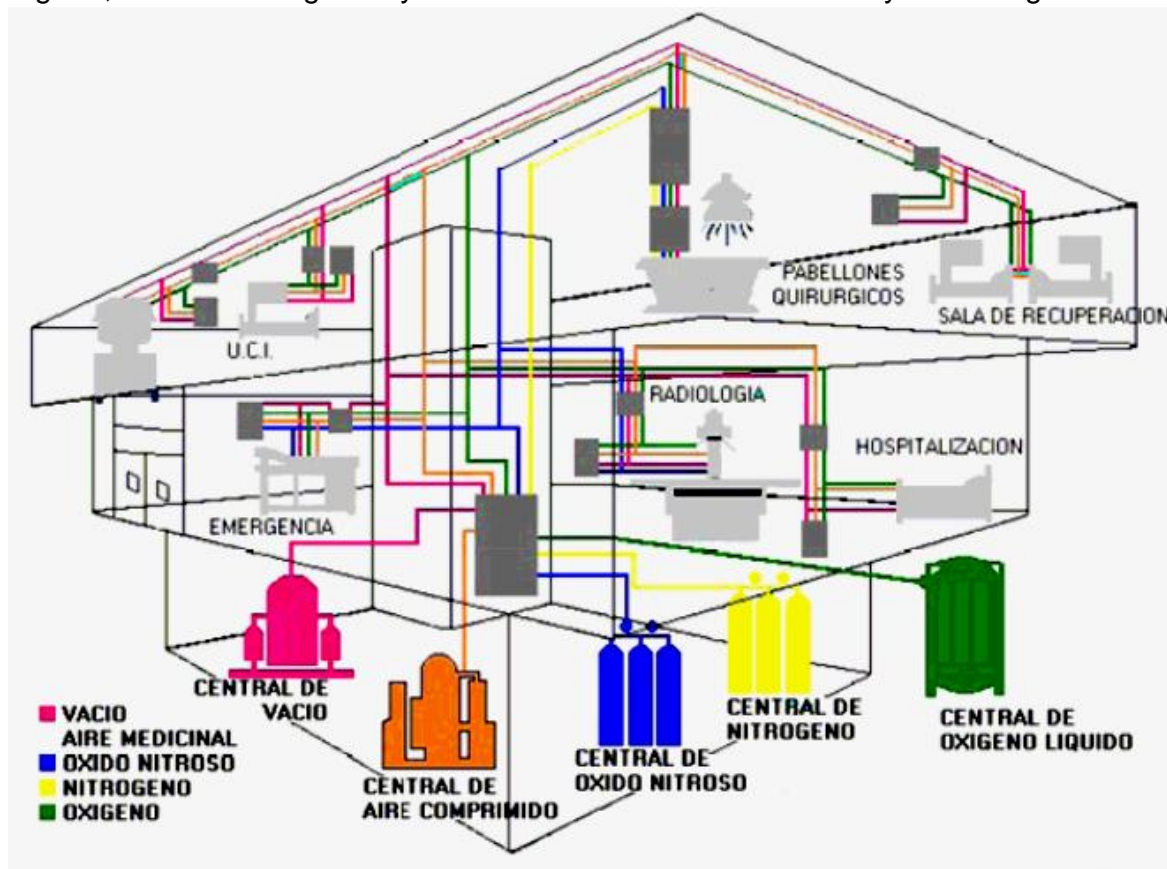 PABELLONES
QUIRURGICOS
SALA DE RECUPERACION
U.C.I.
RADIOLOGIA
HOSPITALIZACION
EMERGENCIA
CENTRAL DE
VACIO
CENTRAL DE
AIRE COMPRIMIDO
CENTRAL DE
OXIDO NITROSO
CENTRAL DE
NITROGENO
CENTRAL DE
OXIGENO LIQUIDO
VACIO
AIRE MEDICINAL
OXIDO NITROSO
NITROGENO
OXIGENO